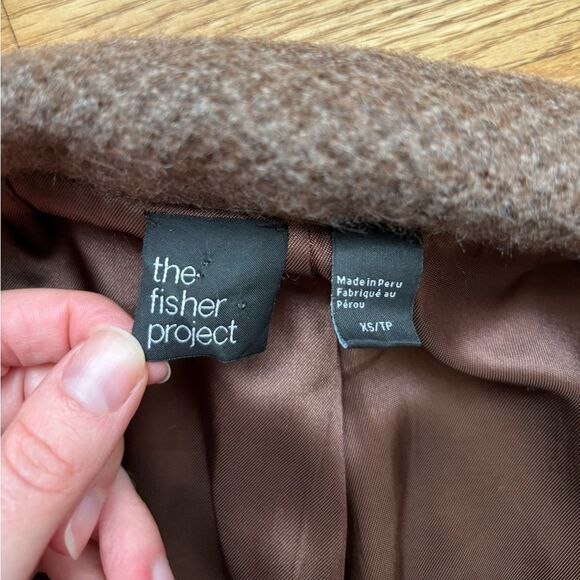 the
fisher
project
Made in Peru
Fabriqué au
Pérou
XS/TP